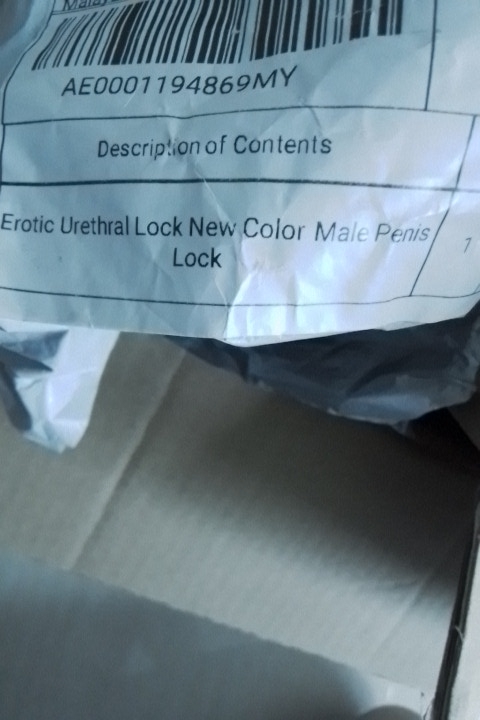 AE0001194869MY
Description of Contents
Erotic Urethral Lock New Color Male Penis
Lock
1